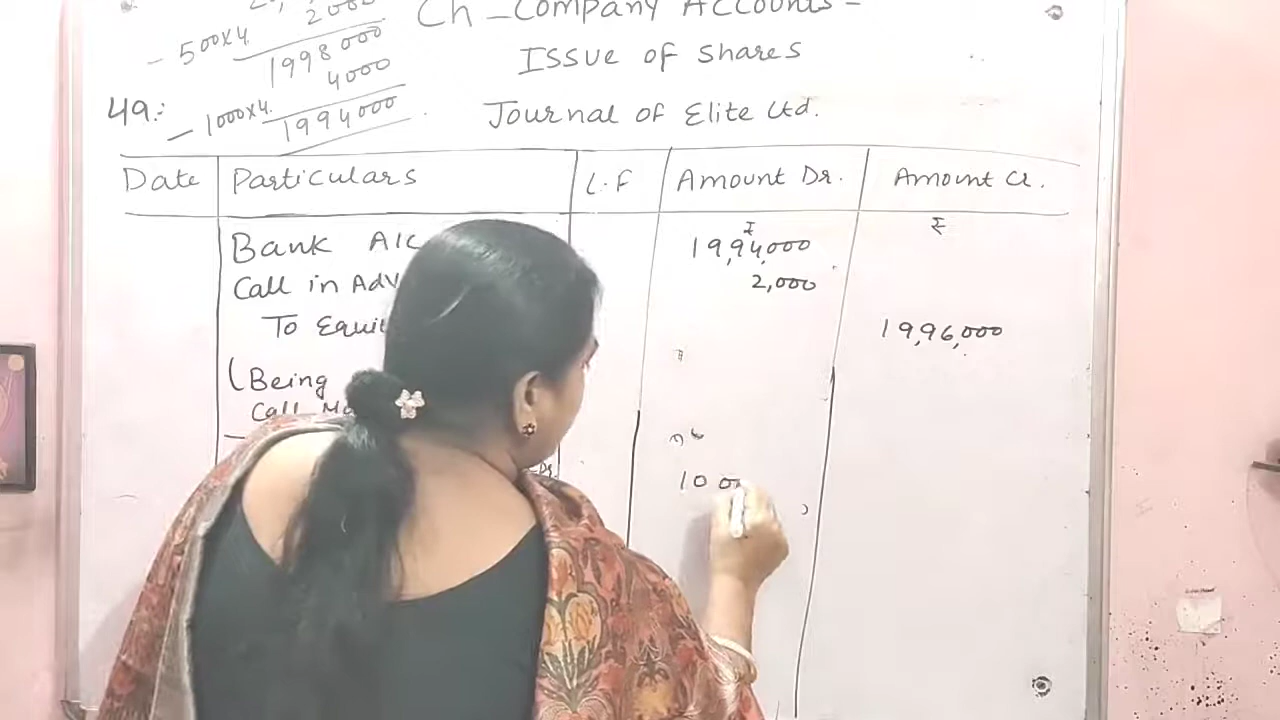 Ch - Company Accounts -
Issue of shares
2000
- 500x4
1998000
4000
49.:
- 1000x4.
1994000
Journal of Elite Ltd.
Date Particulars L.F Amount Dr. Amount Cr.
₹ ₹
Bank A/C 19,94,000
Call in Adv 2,000
To Equi 19,96,000
(Being
Call
Dr
100